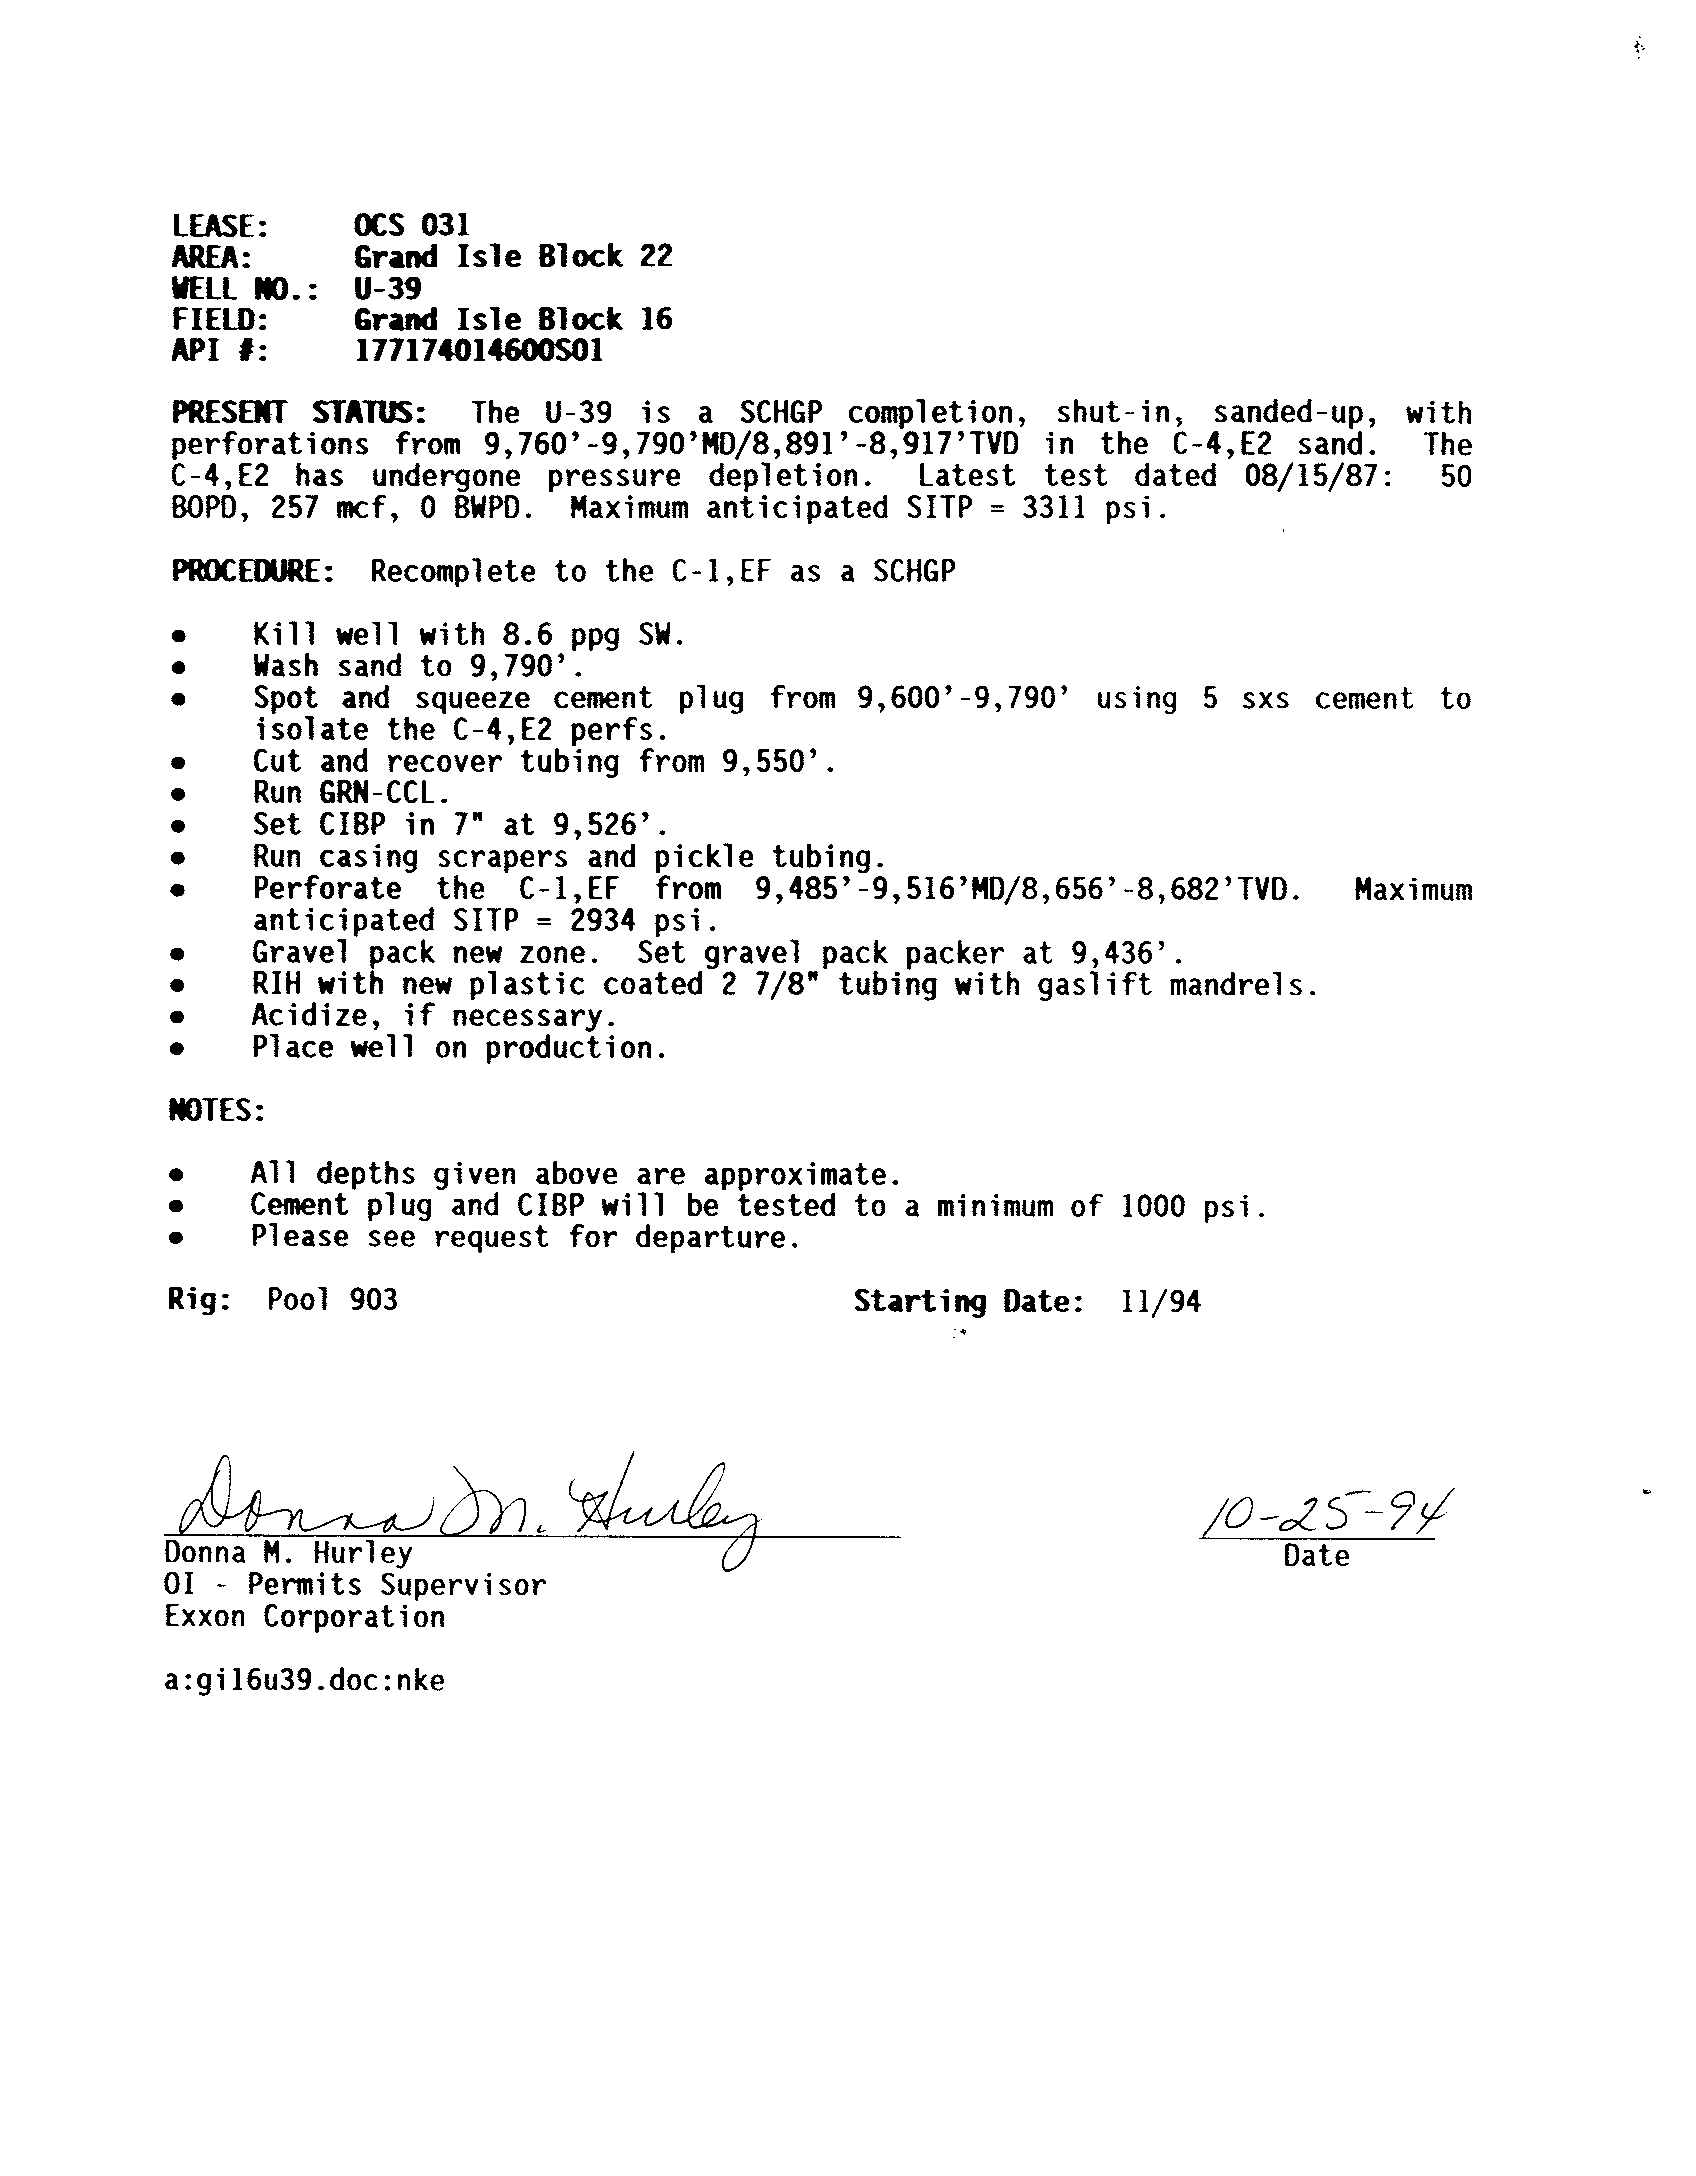 LEASE: OCS 031
AREA: Grand Isle Block 22
WELL NO.: U-39
FIELD: Grand Isle Block 16
API #: 177174014600S01
PRESENT STATUS: The U-39 is a SCHGP completion, shut-in, sanded-up, with
perforations from 9,760'-9,790'MD/8,891'-8,917'TVD in the C-4,E2 sand. The
C-4,E2 has undergone pressure depletion. Latest test dated 08/15/87: 50
BOPD, 257 mcf, 0 BWPD. Maximum anticipated SITP = 3311 psi.
PROCEDURE: Recomplete to the C-1,EF as a SCHGP
• Kill well with 8.6 ppg SW.
• Wash sand to 9,790'.
• Spot and squeeze cement plug from 9,600'-9,790' using 5 sxs cement to
isolate the C-4,E2 perfs.
• Cut and recover tubing from 9,550'.
• Run GRN-CCL.
• Set CIBP in 7" at 9,526'.
• Run casing scrapers and pickle tubing.
• Perforate the C-1,EF from 9,485'-9,516'MD/8,656'-8,682'TVD. Maximum
anticipated SITP = 2934 psi.
• Gravel pack new zone. Set gravel pack packer at 9,436'.
• RIH with new plastic coated 2 7/8" tubing with gaslift mandrels.
• Acidize, if necessary.
• Place well on production.
NOTES:
• All depths given above are approximate.
• Cement plug and CIBP will be tested to a minimum of 1000 psi.
• Please see request for departure.
Rig: Pool 903 Starting Date: 11/94
Donna M. Hurley 10-25-94
Donna M. Hurley Date
OI - Permits Supervisor
Exxon Corporation
a:gi16u39.doc:nke